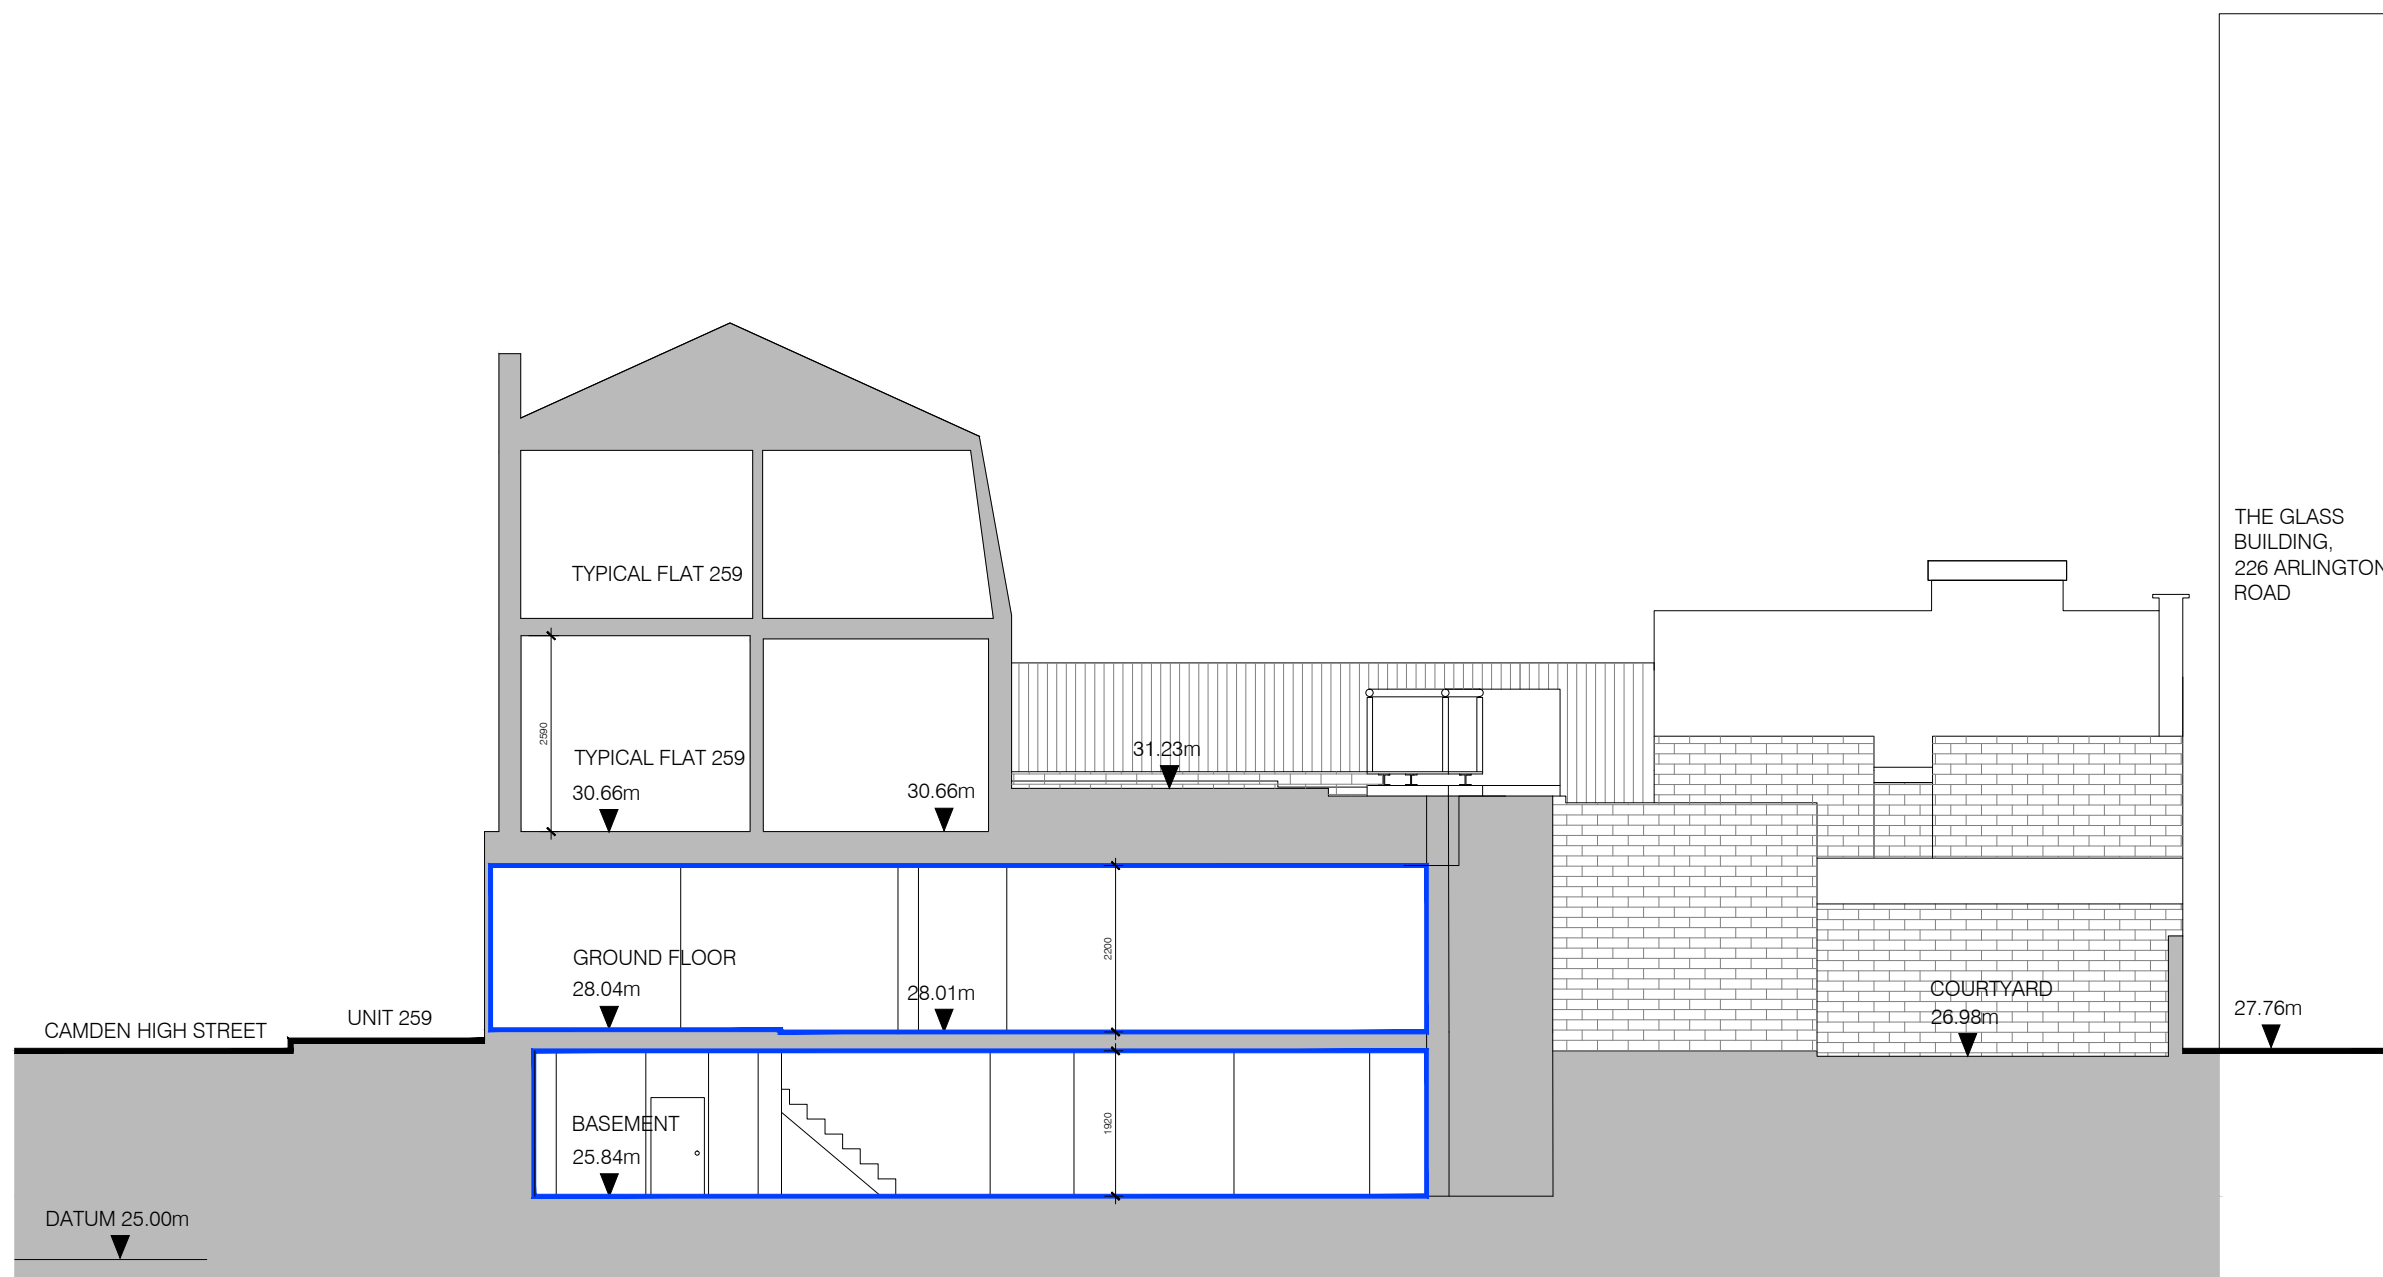 THE GLASS
BUILDING,
226 ARLINGTON
ROAD
TYPICAL FLAT 259
2590
TYPICAL FLAT 259
30.66m
30.66m
31.23m
2200
GROUND FLOOR
28.04m
28.01m
COURTYARD
26.98m
27.76m
UNIT 259
CAMDEN HIGH STREET
1920
BASEMENT
25.84m
DATUM 25.00m